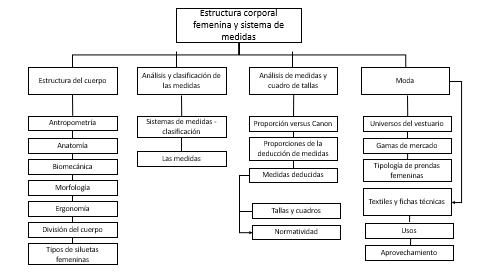 Estructura corporal
femenina y sistema de
medidas
Estructura del cuerpo
Análisis y clasificación de
las medidas
Análisis de medidas y
cuadro de tallas
Moda
Antropometría
Anatomía
Biomecánica
Morfología
Ergonomía
División del cuerpo
Tipos de siluetas
femeninas
Sistemas de medidas -
clasificación
Las medidas
Proporción versus Canon
Proporciones de la
deducción de medidas
Medidas deducidas
Tallas y cuadros
Normatividad
Universos del vestuario
Gamas de mercado
Tipología de prendas
femeninas
Textiles y fichas técnicas
Usos
Aprovechamiento